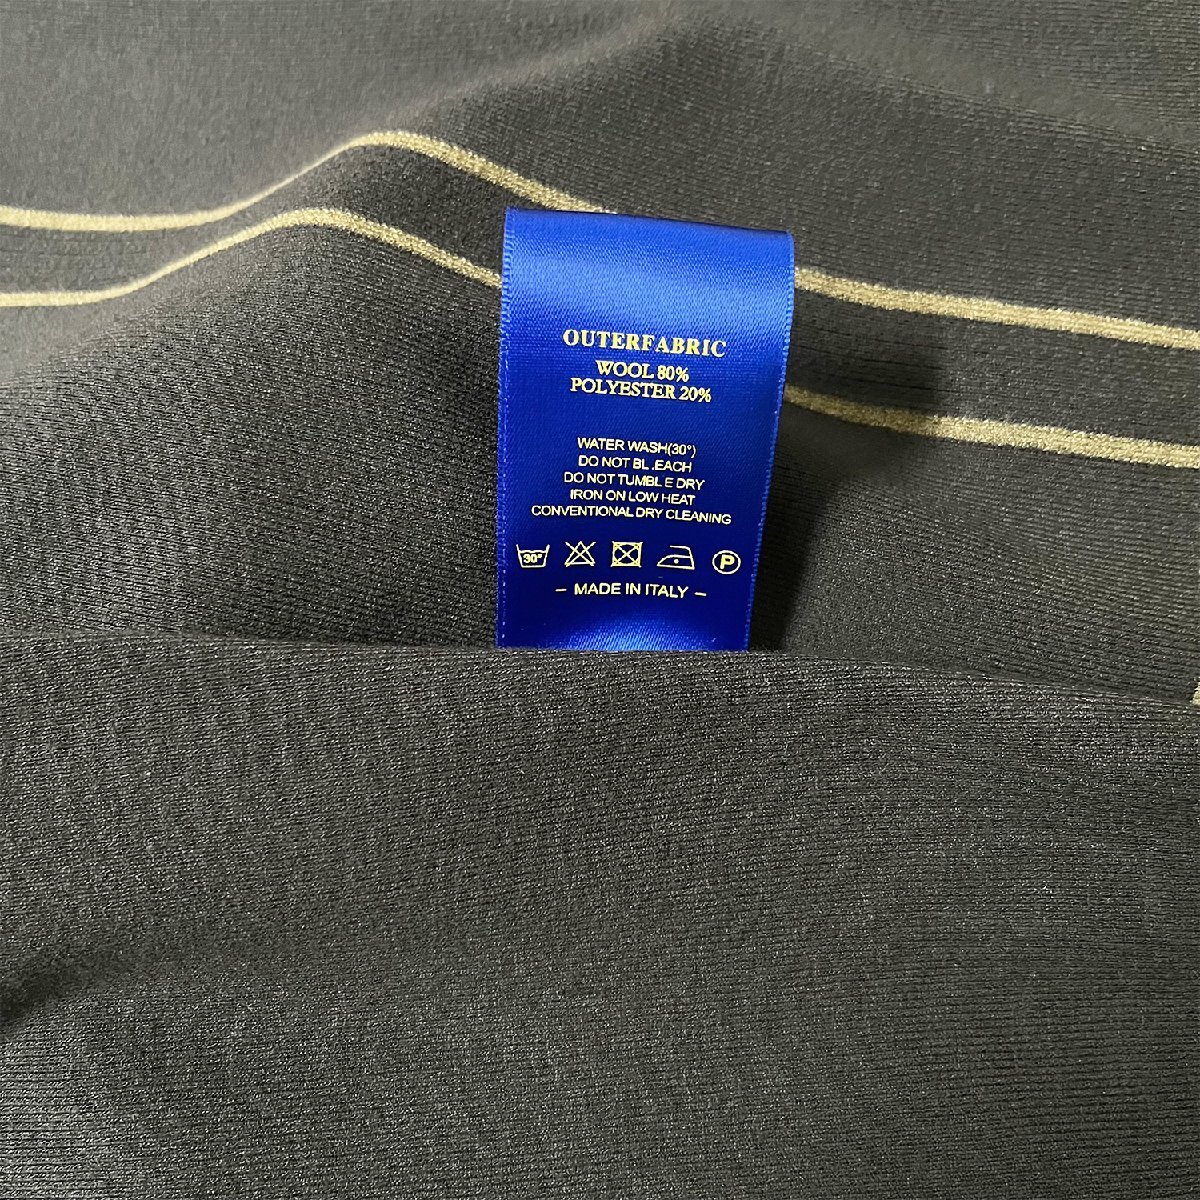 OUTERFABRIC
WOOL 80%
POLYESTER 20%
WATER WASH(30°)
DO NOT BL .EACH
DO NOT TUMBL E DRY
IRON ON LOW HEAT
CONVENTIONAL DRY CLEANING
30° P
– MADE IN ITALY –